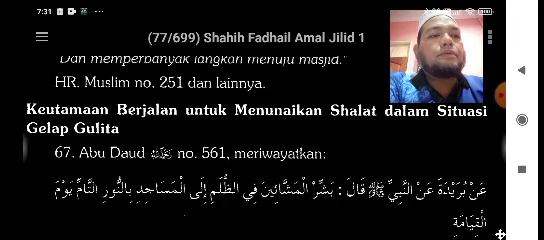 7:31
(77/699) Shahih Fadhail Amal Jilid 1
Dan memperbanyak langkah menuju masjid."
HR. Muslim no. 251 dan lainnya.
Keutamaan Berjalan untuk Menunaikan Shalat dalam Situasi
Gelap Gulita
67. Abu Daud no. 561, meriwayatkan:
عَنْ بُرَيْدَةَ عَنْ النَّبِيِّ ﷺ قَالَ : بَشِّرْ الْمَشَّائِينَ فِي الظُّلَمِ إِلَى الْمَسَاجِدِ بِالنُّورِ التَّامِّ يَوْمَ
الْقِيَامَةِ